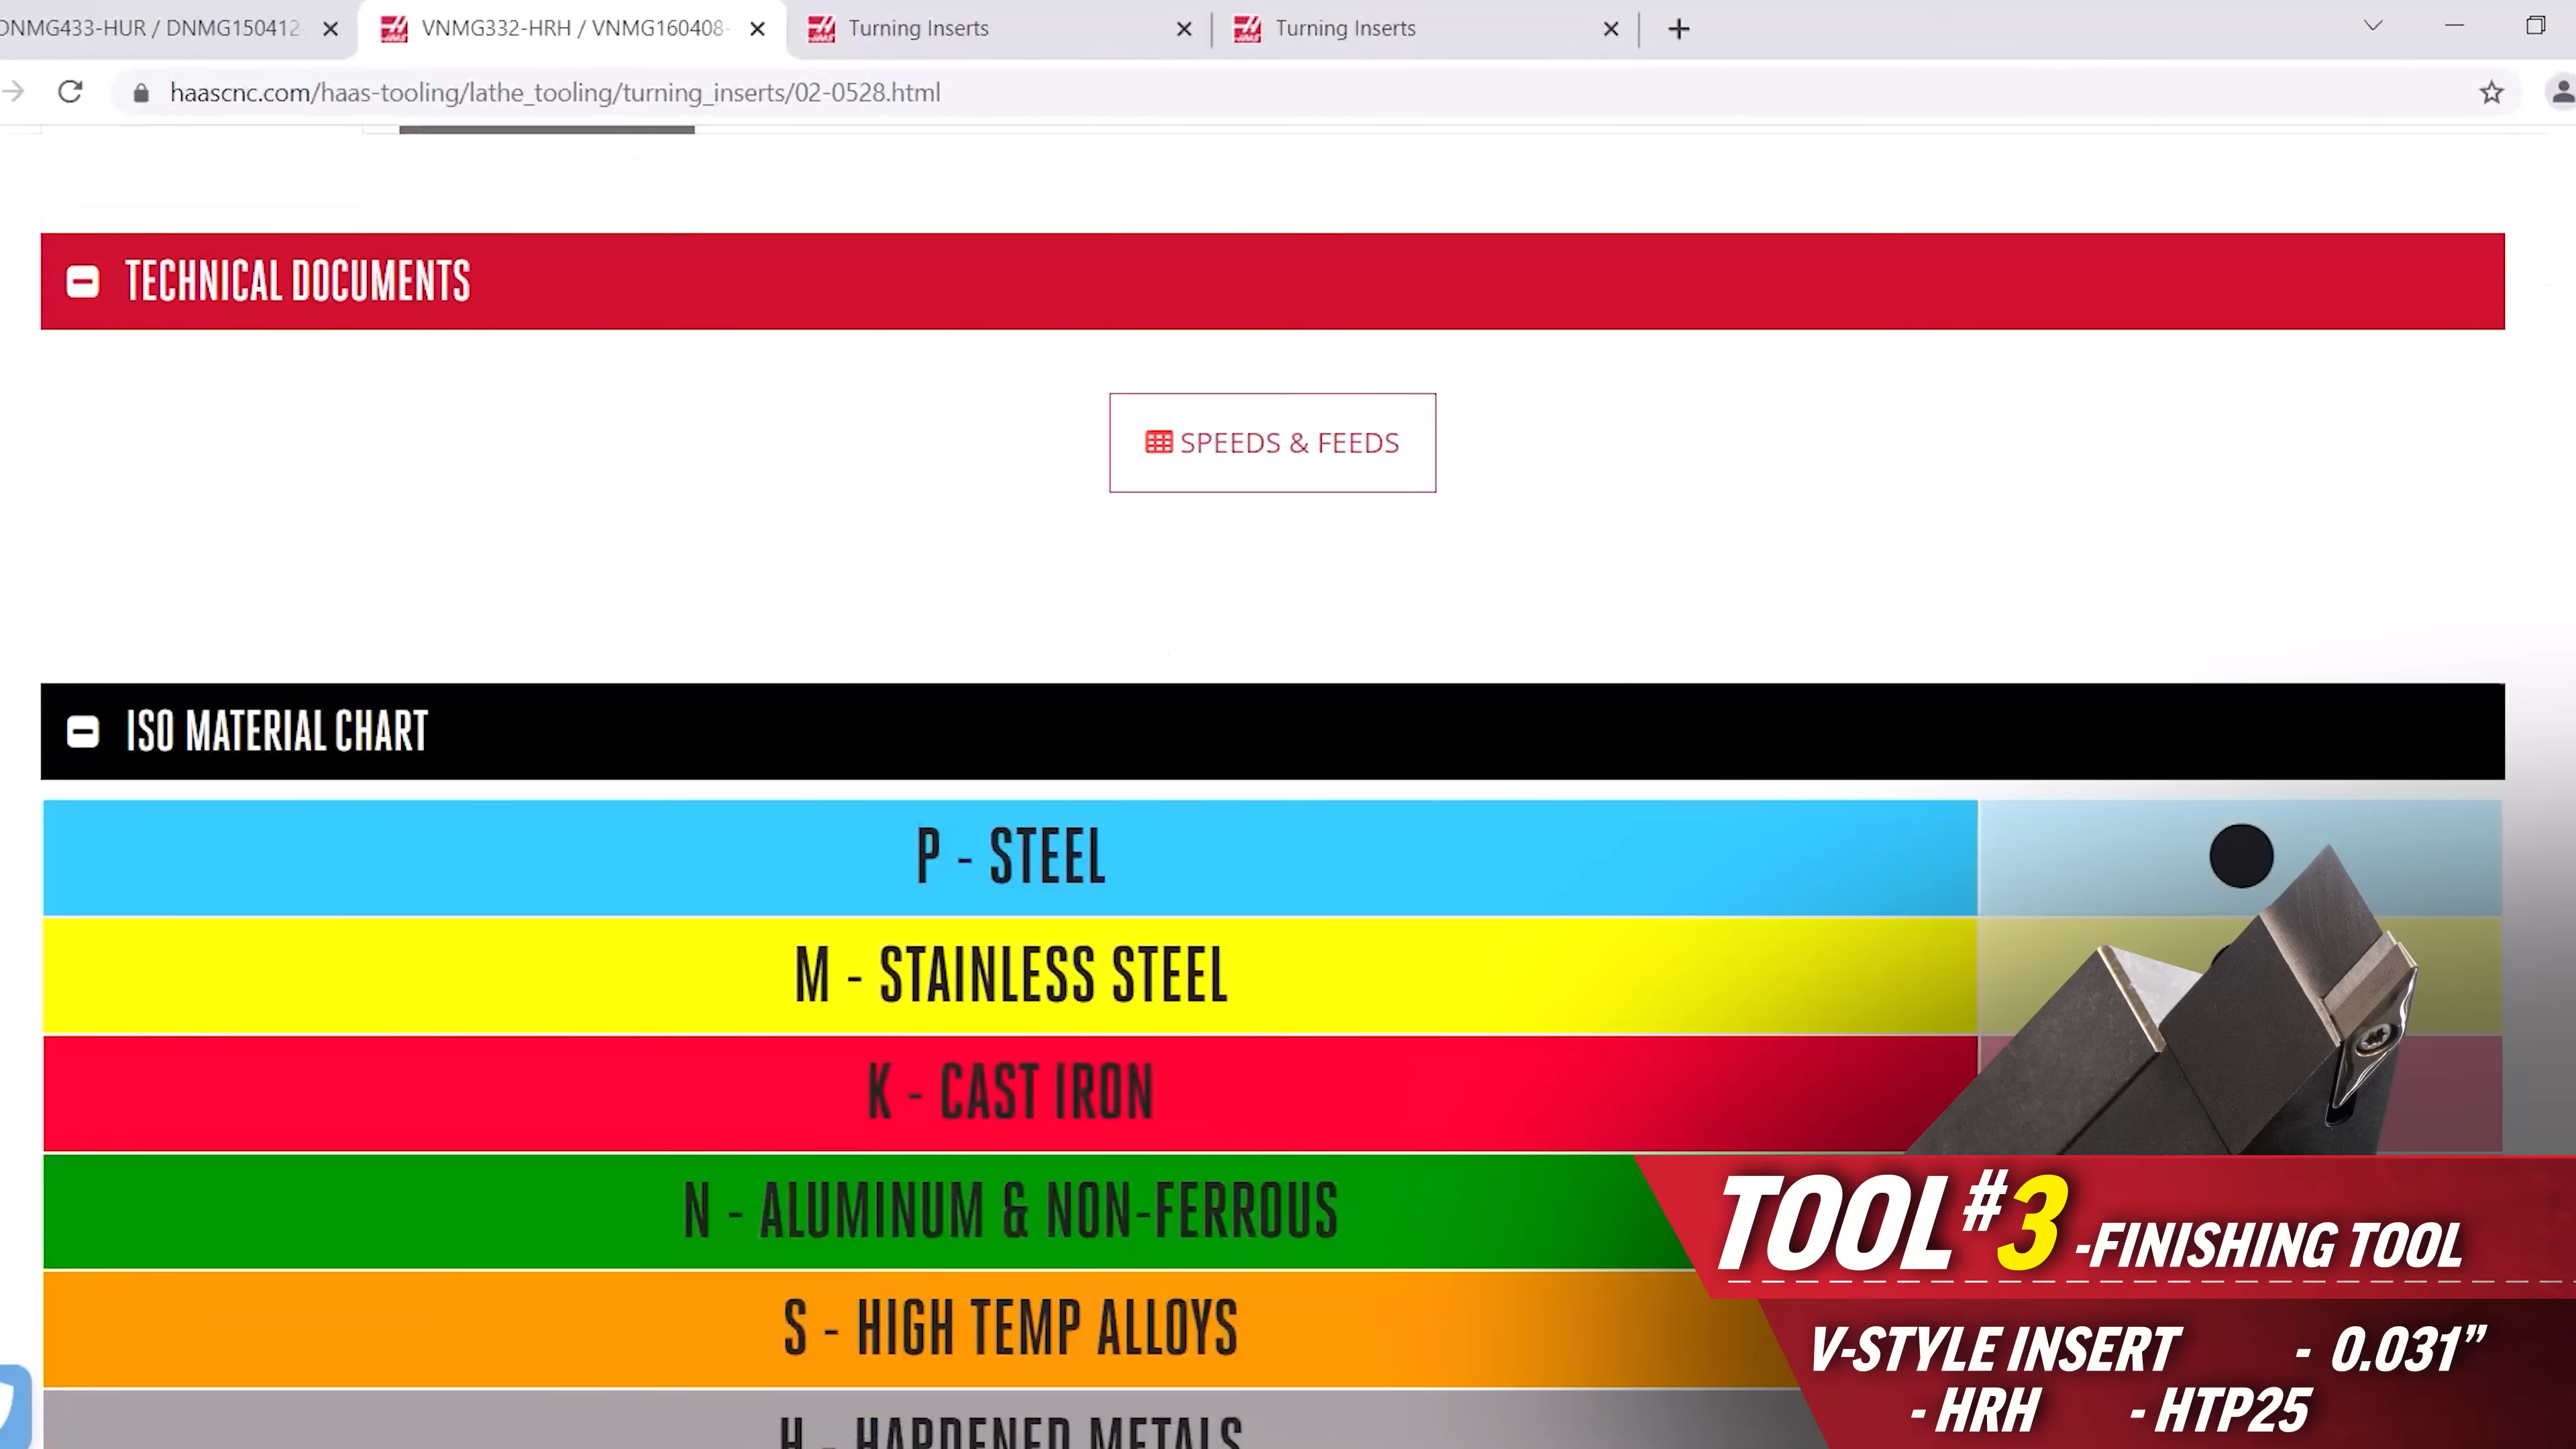 DNMG433-HUR / DNMG150412
VNMG332-HRH / VNMG160408-
Turning Inserts
Turning Inserts
haascnc.com/haas-tooling/lathe_tooling/turning_inserts/02-0528.html
TECHNICAL DOCUMENTS
SPEEDS & FEEDS
ISO MATERIAL CHART
P - STEEL
M - STAINLESS STEEL
K - CAST IRON
N - ALUMINUM & NON-FERROUS
S - HIGH TEMP ALLOYS
H - HARDENED METALS
TOOL #3 -FINISHING TOOL
V-STYLE INSERT - 0.031”
- HRH - HTP25